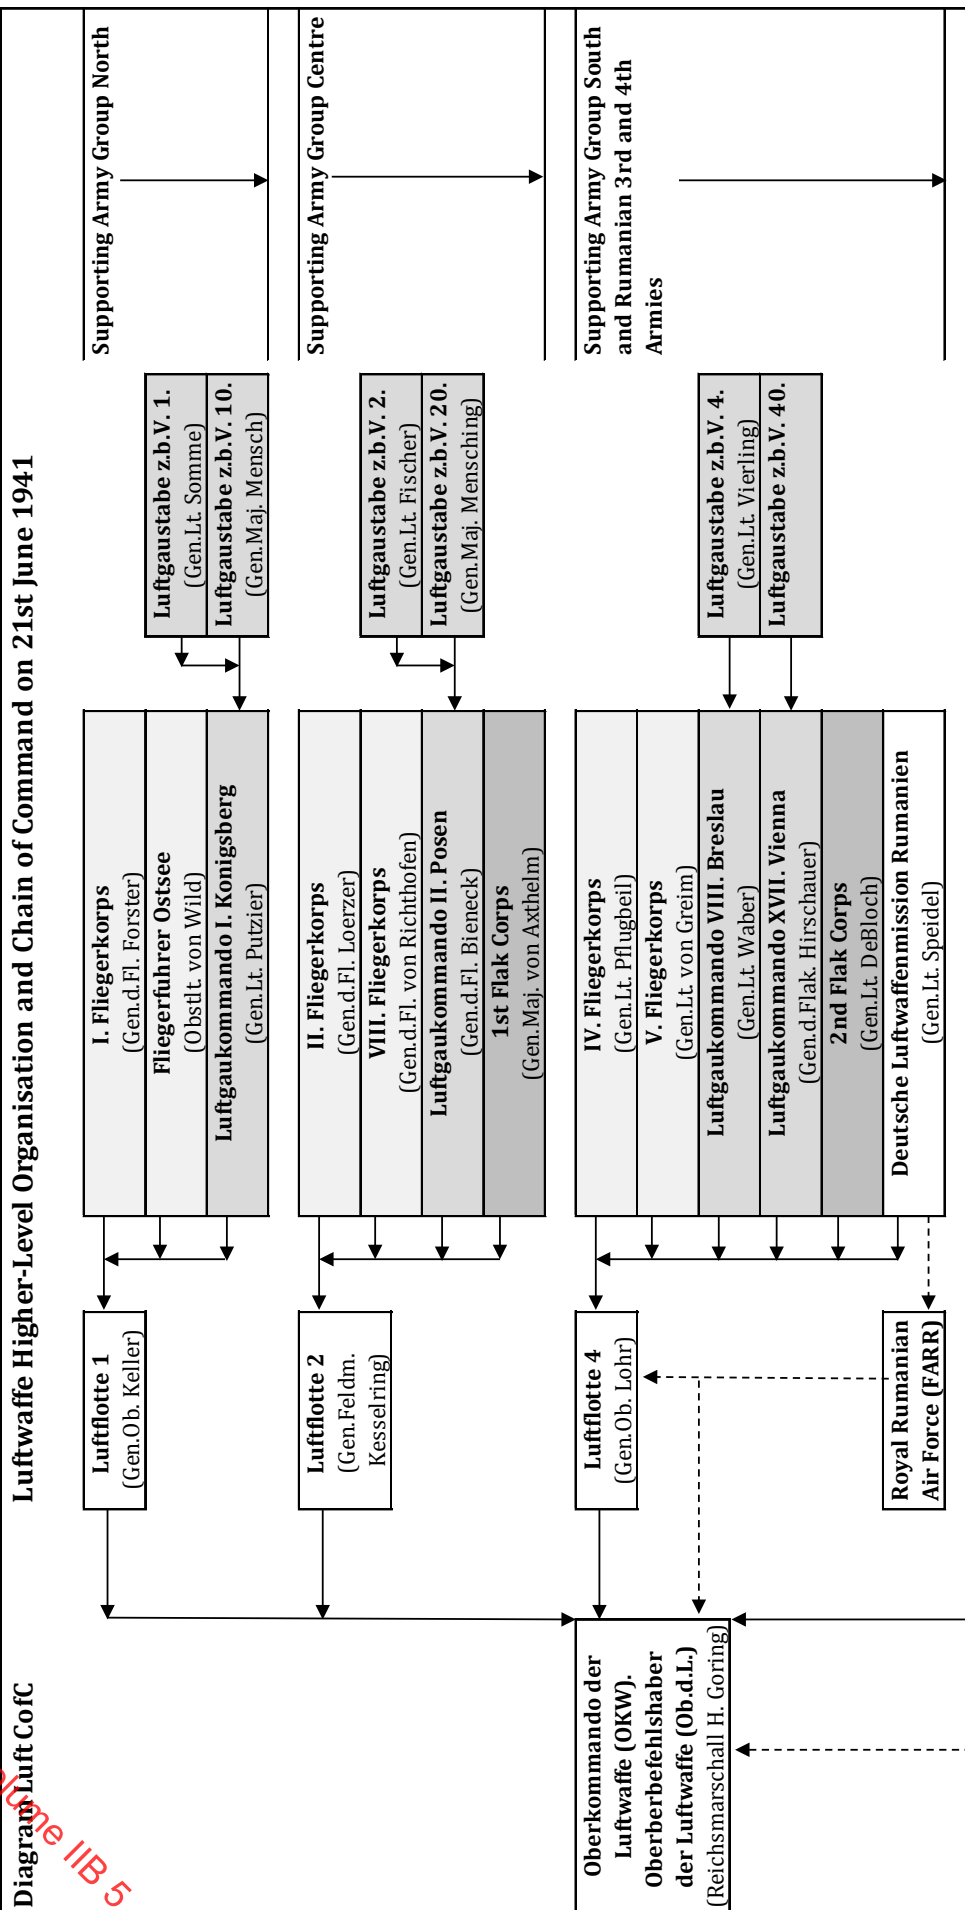 Diagram Luft CofC
Luftwaffe Higher-Level Organisation and Chain of Command on 21st June 1941
Luftflotte 1
(Gen.Ob. Keller)
I. Fliegerkorps
(Gen.d.Fl. Forster)
Fliegerfuhrer Ostsee
(Obstlt. von Wild)
Luftgaukommando I. Konigsberg
(Gen.Lt. Putzier)
Luftgaustabe z.b.V. 1.
(Gen.Lt. Somme)
Luftgaustabe z.b.V. 10.
(Gen.Maj. Mensch)
Supporting Army Group North
Luftflotte 2
(Gen.Feldm.
Kesselring)
II. Fliegerkorps
(Gen.d.Fl. Loerzer)
VIII. Fliegerkorps
(Gen.d.Fl. von Richthofen)
Luftgaukommando II. Posen
(Gen.d.Fl. Bieneck)
1st Flak Corps
(Gen.Maj. von Axthelm)
Luftgaustabe z.b.V. 2.
(Gen.Lt. Fischer)
Luftgaustabe z.b.V. 20.
(Gen.Maj. Mensching)
Supporting Army Group Centre
Oberkommando der
Luftwaffe (OKW).
Oberberbefehlshaber
der Luftwaffe (Ob.d.L.)
(Reichsmarschall H. Goring)
Luftflotte 4
(Gen.Ob. Lohr)
IV. Fliegerkorps
(Gen.Lt. Pflugbeil)
V. Fliegerkorps
(Gen.Lt. von Greim)
Luftgaukommando VIII. Breslau
(Gen.Lt. Waber)
Luftgaukommando XVII. Vienna
(Gen.d.Flak. Hirschauer)
2nd Flak Corps
(Gen.Lt. DeBloch)
Deutsche Luftwaffenmission Rumanien
(Gen.Lt. Speidel)
Luftgaustabe z.b.V. 4.
(Gen.Lt. Vierling)
Luftgaustabe z.b.V. 40.
Supporting Army Group South
and Rumanian 3rd and 4th
Armies
Royal Rumanian
Air Force (FARR)
IIB 5